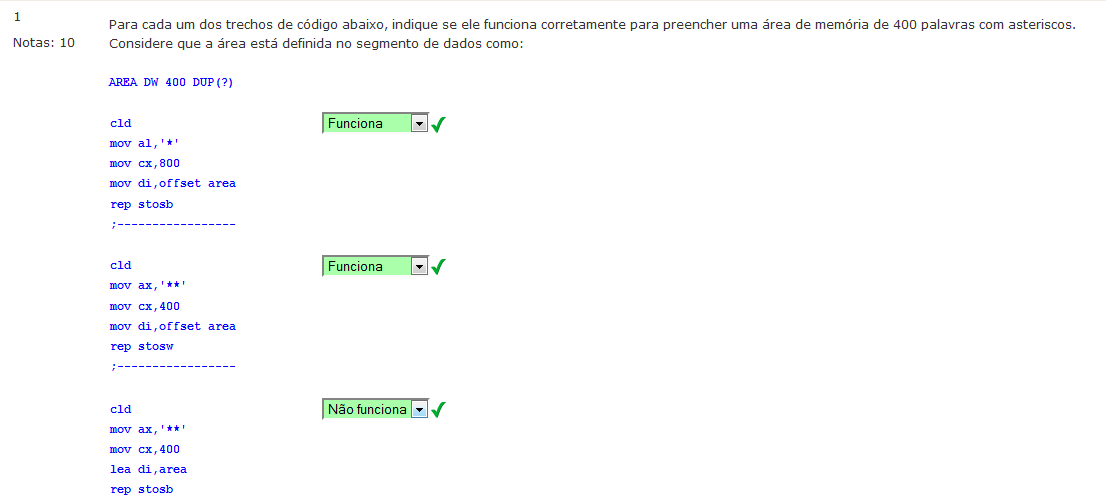 1
Notas: 10
Para cada um dos trechos de código abaixo, indique se ele funciona corretamente para preencher uma área de memória de 400 palavras com asteriscos.
Considere que a área está definida no segmento de dados como:
AREA DW 400 DUP(?)
cld
Funciona
mov al,'*'
mov cx,800
mov di,offset area
rep stosb
;-----------------
cld
Funciona
mov ax,'**'
mov cx,400
mov di,offset area
rep stosw
;-----------------
cld
Não funciona
mov ax,'**'
mov cx,400
lea di,area
rep stosb